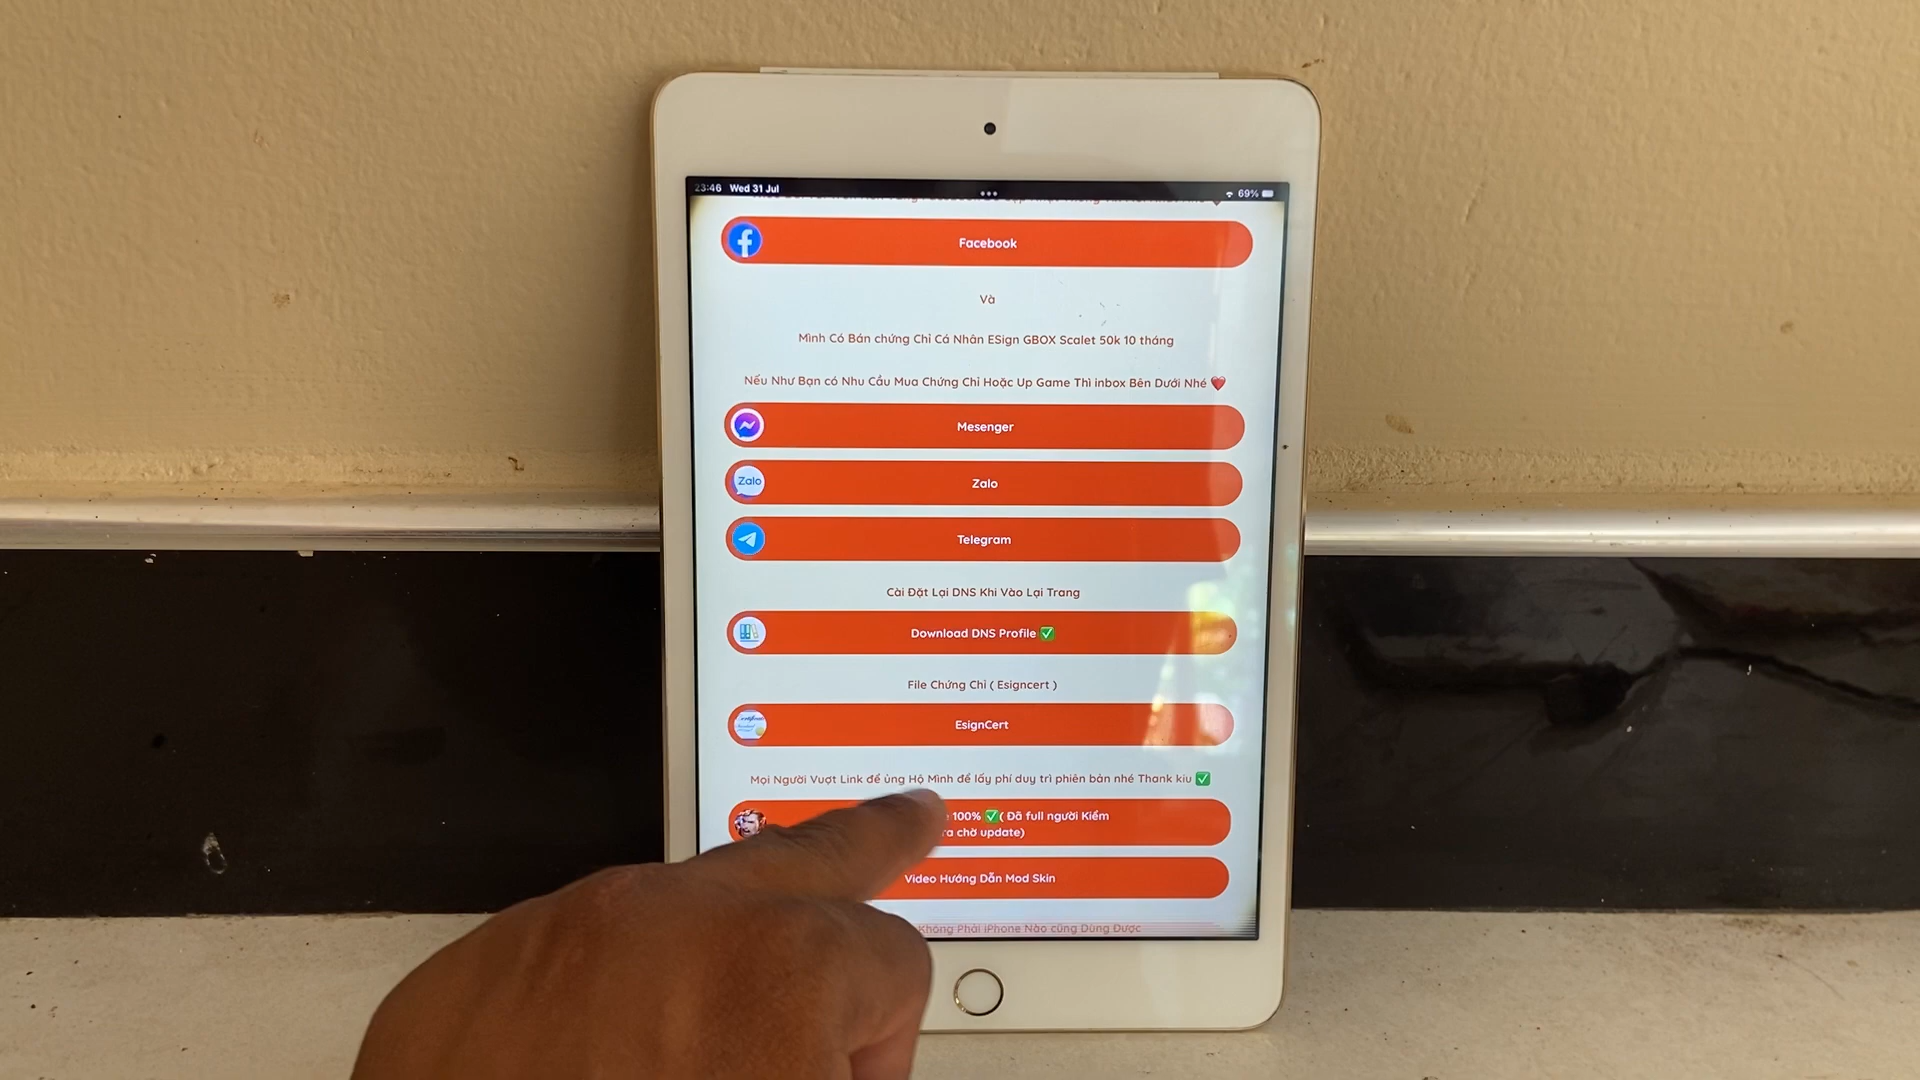 23:46 Wed 31 Jul
69%
Facebook
Và
Mình Có Bán chứng Chỉ Cá Nhân ESign GBOX Scalet 50k 10 tháng
Nếu Như Bạn có Nhu Cầu Mua Chứng Chỉ Hoặc Up Game Thì inbox Bên Dưới Nhé ❤️
Mesenger
Zalo
Zalo
Telegram
Cài Đặt Lại DNS Khi Vào Lại Trang
Download DNS Profile ✅
File Chứng Chỉ ( Esigncert )
EsignCert
Mọi Người Vượt Link để ủng Hộ Mình để lấy phí duy trì phiên bản nhé Thank kiu ✅
100% ✅( Đã full người Kiểm
chờ update)
Video Hướng Dẫn Mod Skin
Không Phải iPhone Nào cũng Dùng Được